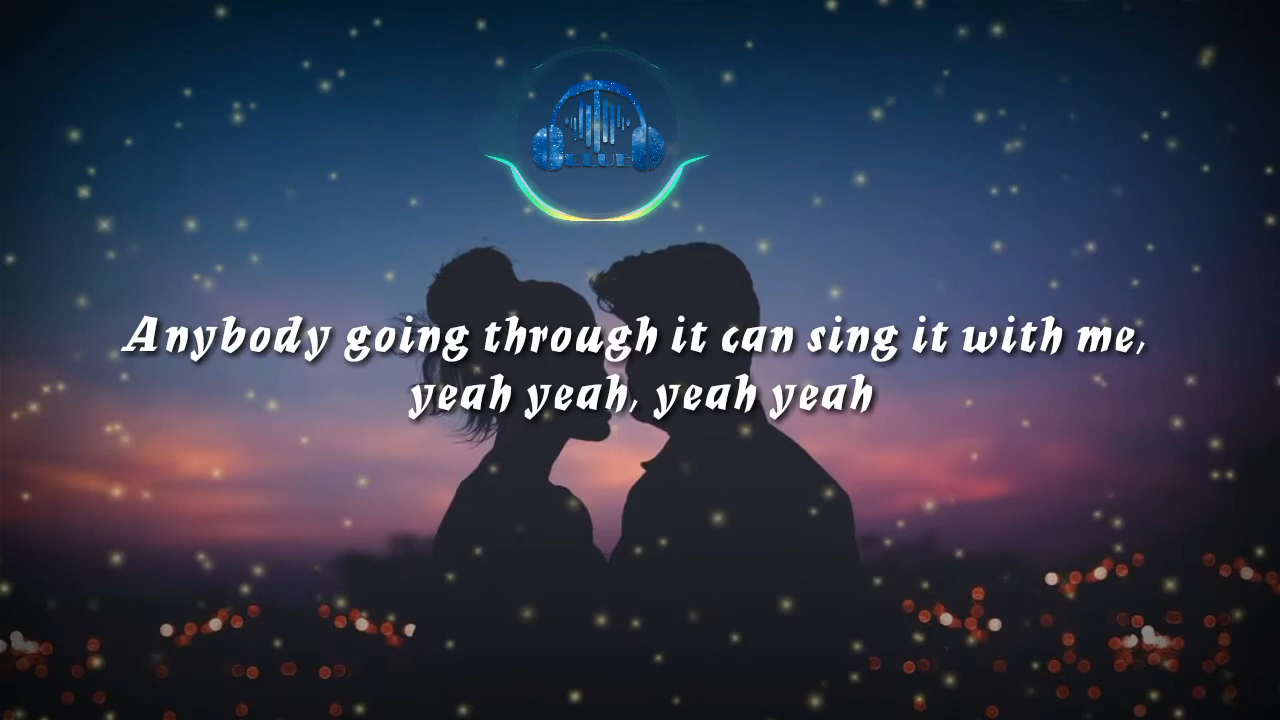 Anybody going through it can sing it with me,
yeah yeah, yeah yeah